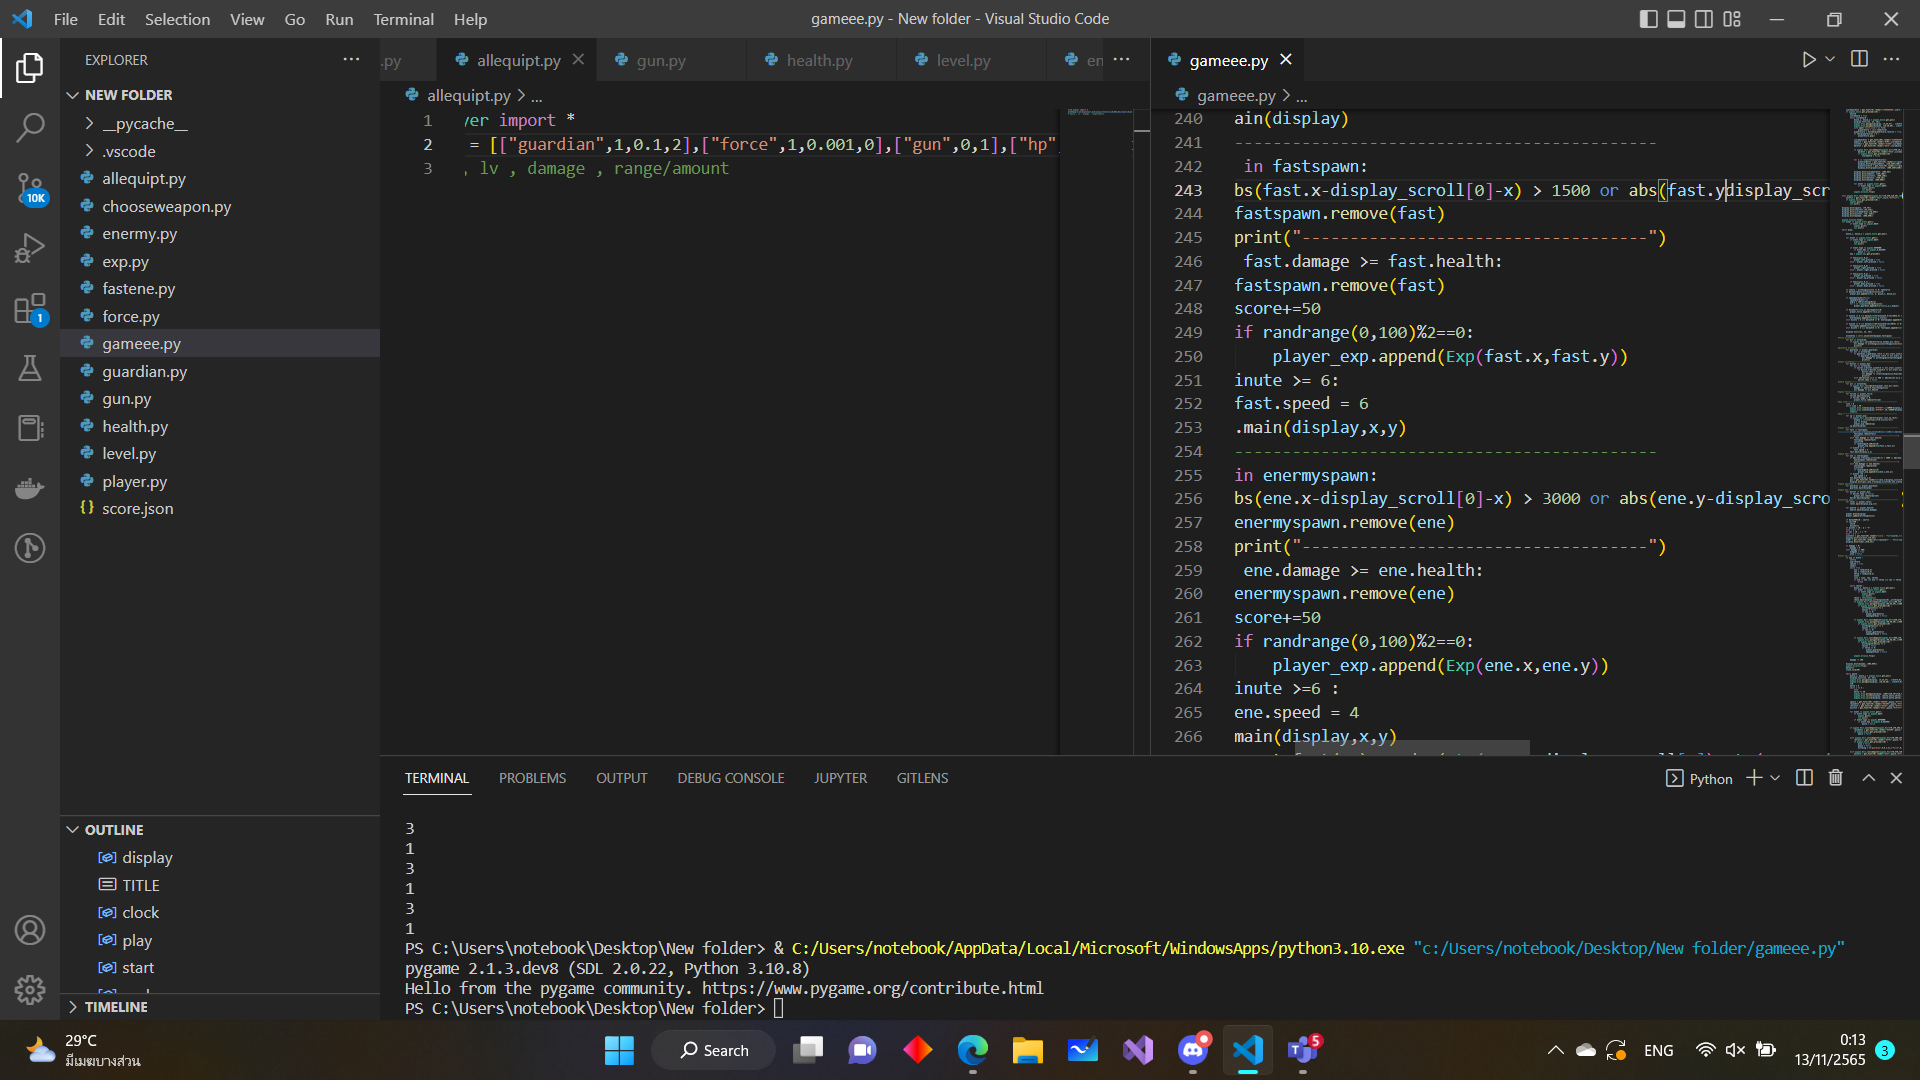 File Edit Selection View Go Run Terminal Help
gameee.py - New folder - Visual Studio Code
EXPLORER
NEW FOLDER
__pycache__
.vscode
allequipt.py
chooseweapon.py
enermy.py
exp.py
fastene.py
force.py
gameee.py
guardian.py
gun.py
health.py
level.py
player.py
score.json
10K
1
OUTLINE
display
TITLE
clock
play
start
TIMELINE
.py allequipt.py gun.py health.py level.py en
allequipt.py > ...
1 er import *
2 = [["guardian",1,0.1,2],["force",1,0.001,0],["gun",0,1],["hp"
3 , lv , damage , range/amount
gameee.py
gameee.py > ...
240 ain(display)
241 --------------------------------------------
242 in fastspawn:
243 bs(fast.x-display_scroll[0]-x) > 1500 or abs(fast.ydisplay_scr
244 fastspawn.remove(fast)
245 print("------------------------------------")
246 fast.damage >= fast.health:
247 fastspawn.remove(fast)
248 score+=50
249 if randrange(0,100)%2==0:
250 player_exp.append(Exp(fast.x,fast.y))
251 inute >= 6:
252 fast.speed = 6
253 .main(display,x,y)
254 --------------------------------------------
255 in enermyspawn:
256 bs(ene.x-display_scroll[0]-x) > 3000 or abs(ene.y-display_scro
257 enermyspawn.remove(ene)
258 print("------------------------------------")
259 ene.damage >= ene.health:
260 enermyspawn.remove(ene)
261 score+=50
262 if randrange(0,100)%2==0:
263 player_exp.append(Exp(ene.x,ene.y))
264 inute >=6 :
265 ene.speed = 4
266 main(display,x,y)
TERMINAL PROBLEMS OUTPUT DEBUG CONSOLE JUPYTER GITLENS
Python
3
1
3
1
3
1
PS C:\Users\notebook\Desktop\New folder> & C:/Users/notebook/AppData/Local/Microsoft/WindowsApps/python3.10.exe "c:/Users/notebook/Desktop/New folder/gameee.py"
pygame 2.1.3.dev8 (SDL 2.0.22, Python 3.10.8)
Hello from the pygame community. https://www.pygame.org/contribute.html
PS C:\Users\notebook\Desktop\New folder>
29°C
มีเมฆบางส่วน
Search
5
ENG
0:13
13/11/2565
3